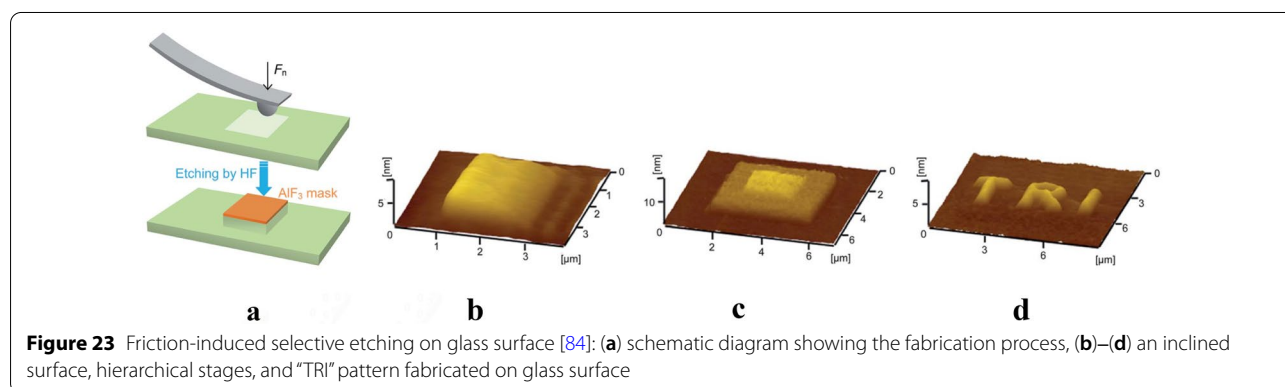 Fn
Etching by HF
AlF3 mask
[nm]
5
0
1
2
3
[μm]
0
1
2
3
[nm]
10
0
2
4
6
[μm]
0
2
4
6
[nm]
5
0
3
6
[μm]
0
3
6
a
b
c
d
Figure 23 Friction-induced selective etching on glass surface [84]: (a) schematic diagram showing the fabrication process, (b)–(d) an inclined
surface, hierarchical stages, and “TRI” pattern fabricated on glass surface